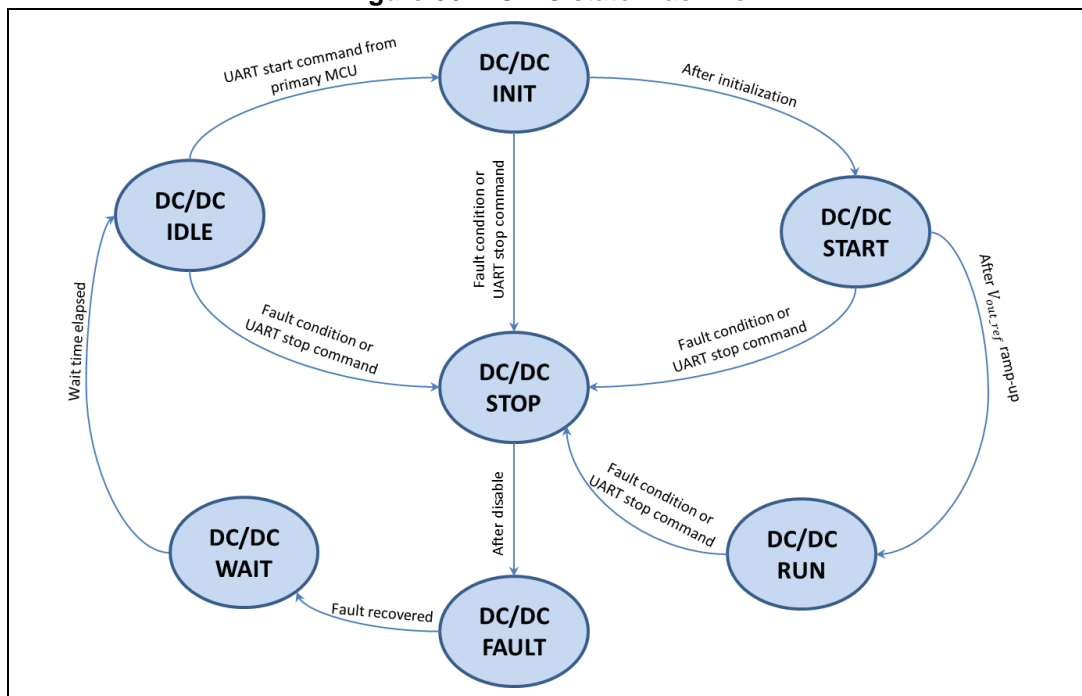 UART start command from
primary MCU
DC/DC
INIT
After initialization
DC/DC
IDLE
Fault condition or
UART stop command
DC/DC
START
After V_out_ref ramp-up
Fault condition or
UART stop command
Fault condition or
UART stop command
Wait time elapsed
DC/DC
STOP
Fault condition or
UART stop command
After disable
DC/DC
WAIT
DC/DC
RUN
Fault recovered
DC/DC
FAULT